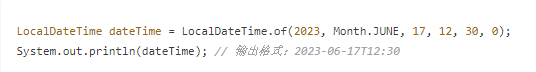 LocalDateTime dateTime = LocalDateTime.of(2023, Month.JUNE, 17, 12, 30, 0);
System.out.println(dateTime); // 输出格式：2023-06-17T12:30